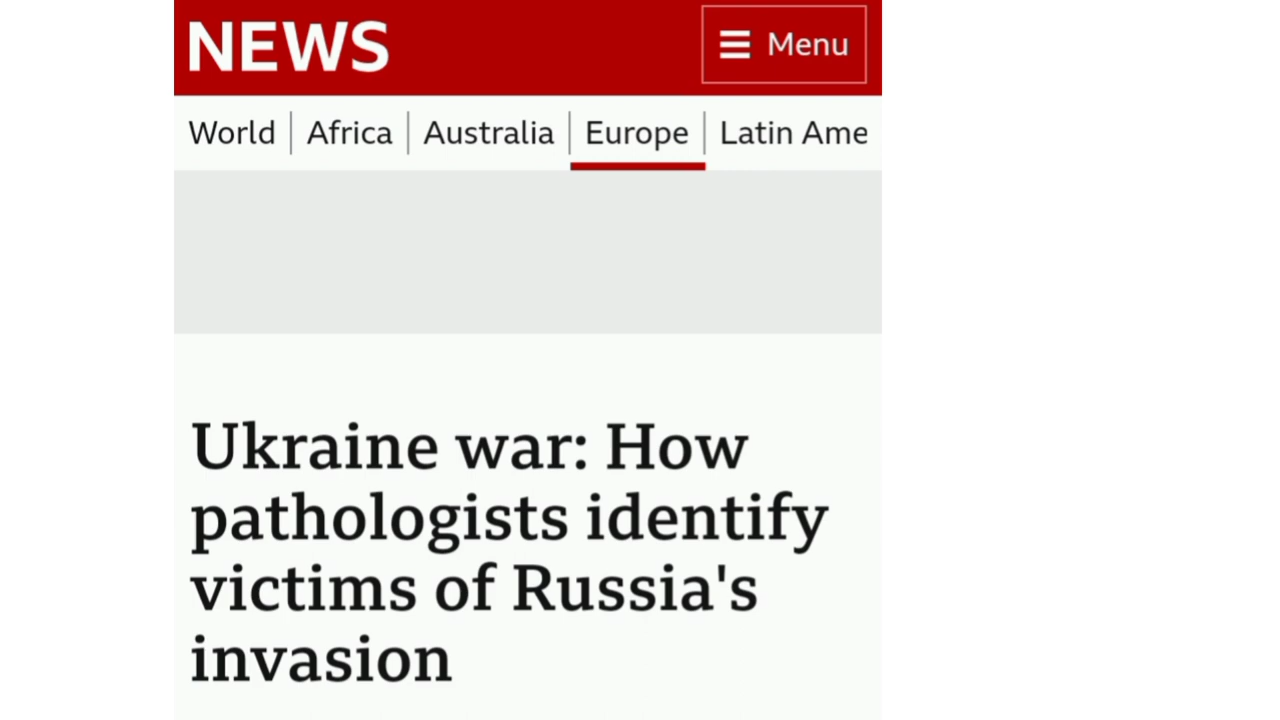 NEWS
Menu
World
Africa
Australia
Europe
Latin Ame
Ukraine war: How
pathologists identify
victims of Russia's
invasion